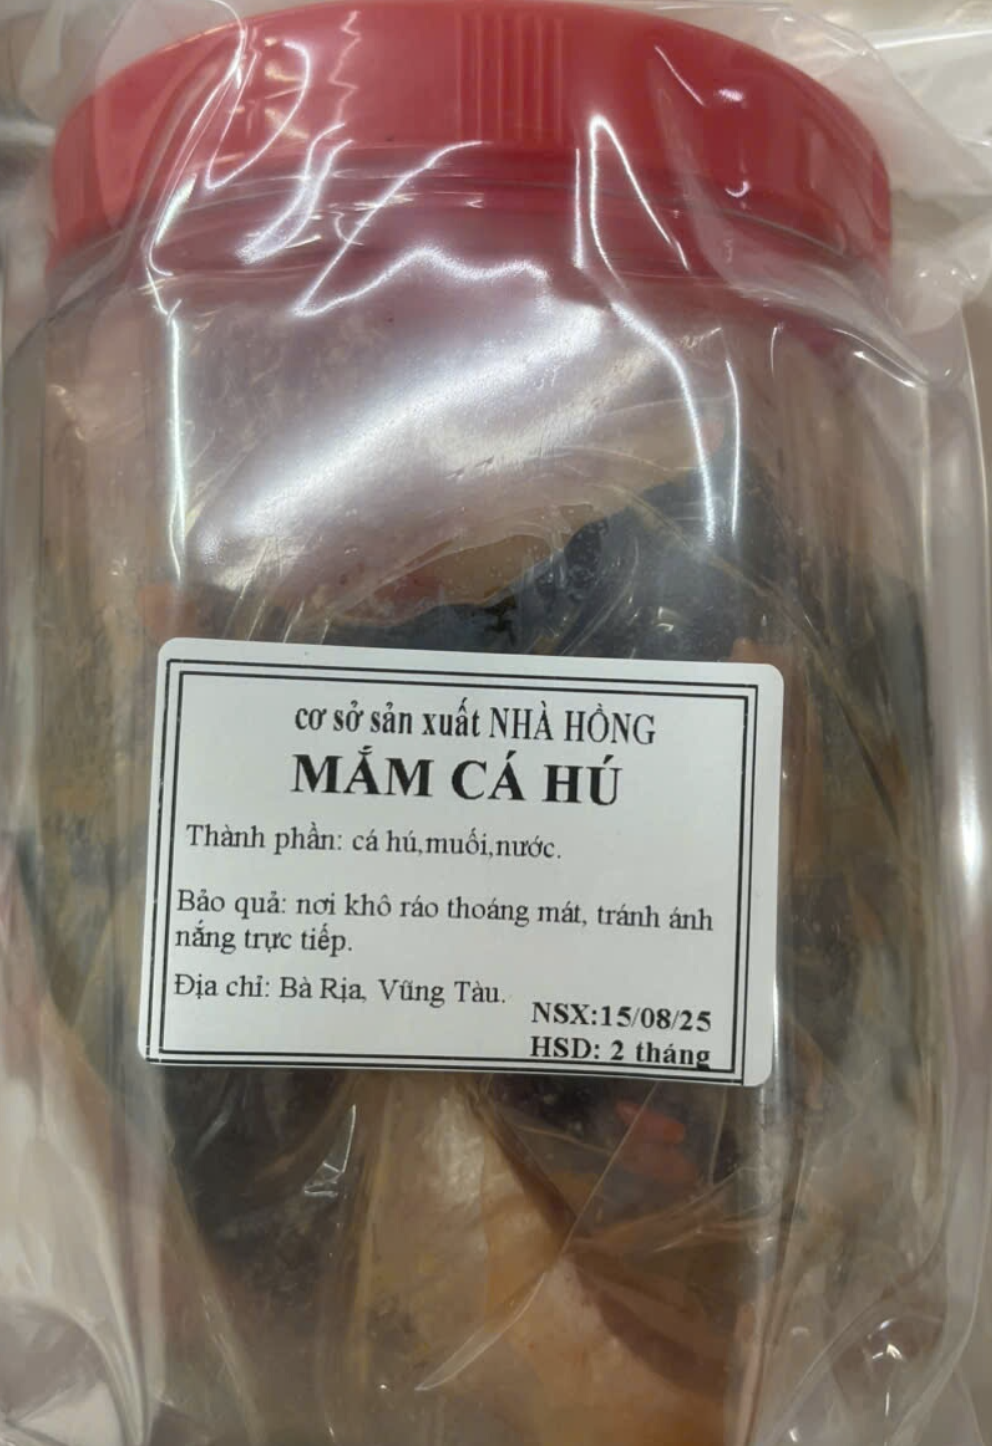 cơ sở sản xuất NHÀ HỒNG
MẮM CÁ HÚ
Thành phần: cá hú,muối,nước.
Bảo quả: nơi khô ráo thoáng mát, tránh ánh
nắng trực tiếp.
Địa chỉ: Bà Rịa, Vũng Tàu.
NSX:15/08/25
HSD: 2 tháng